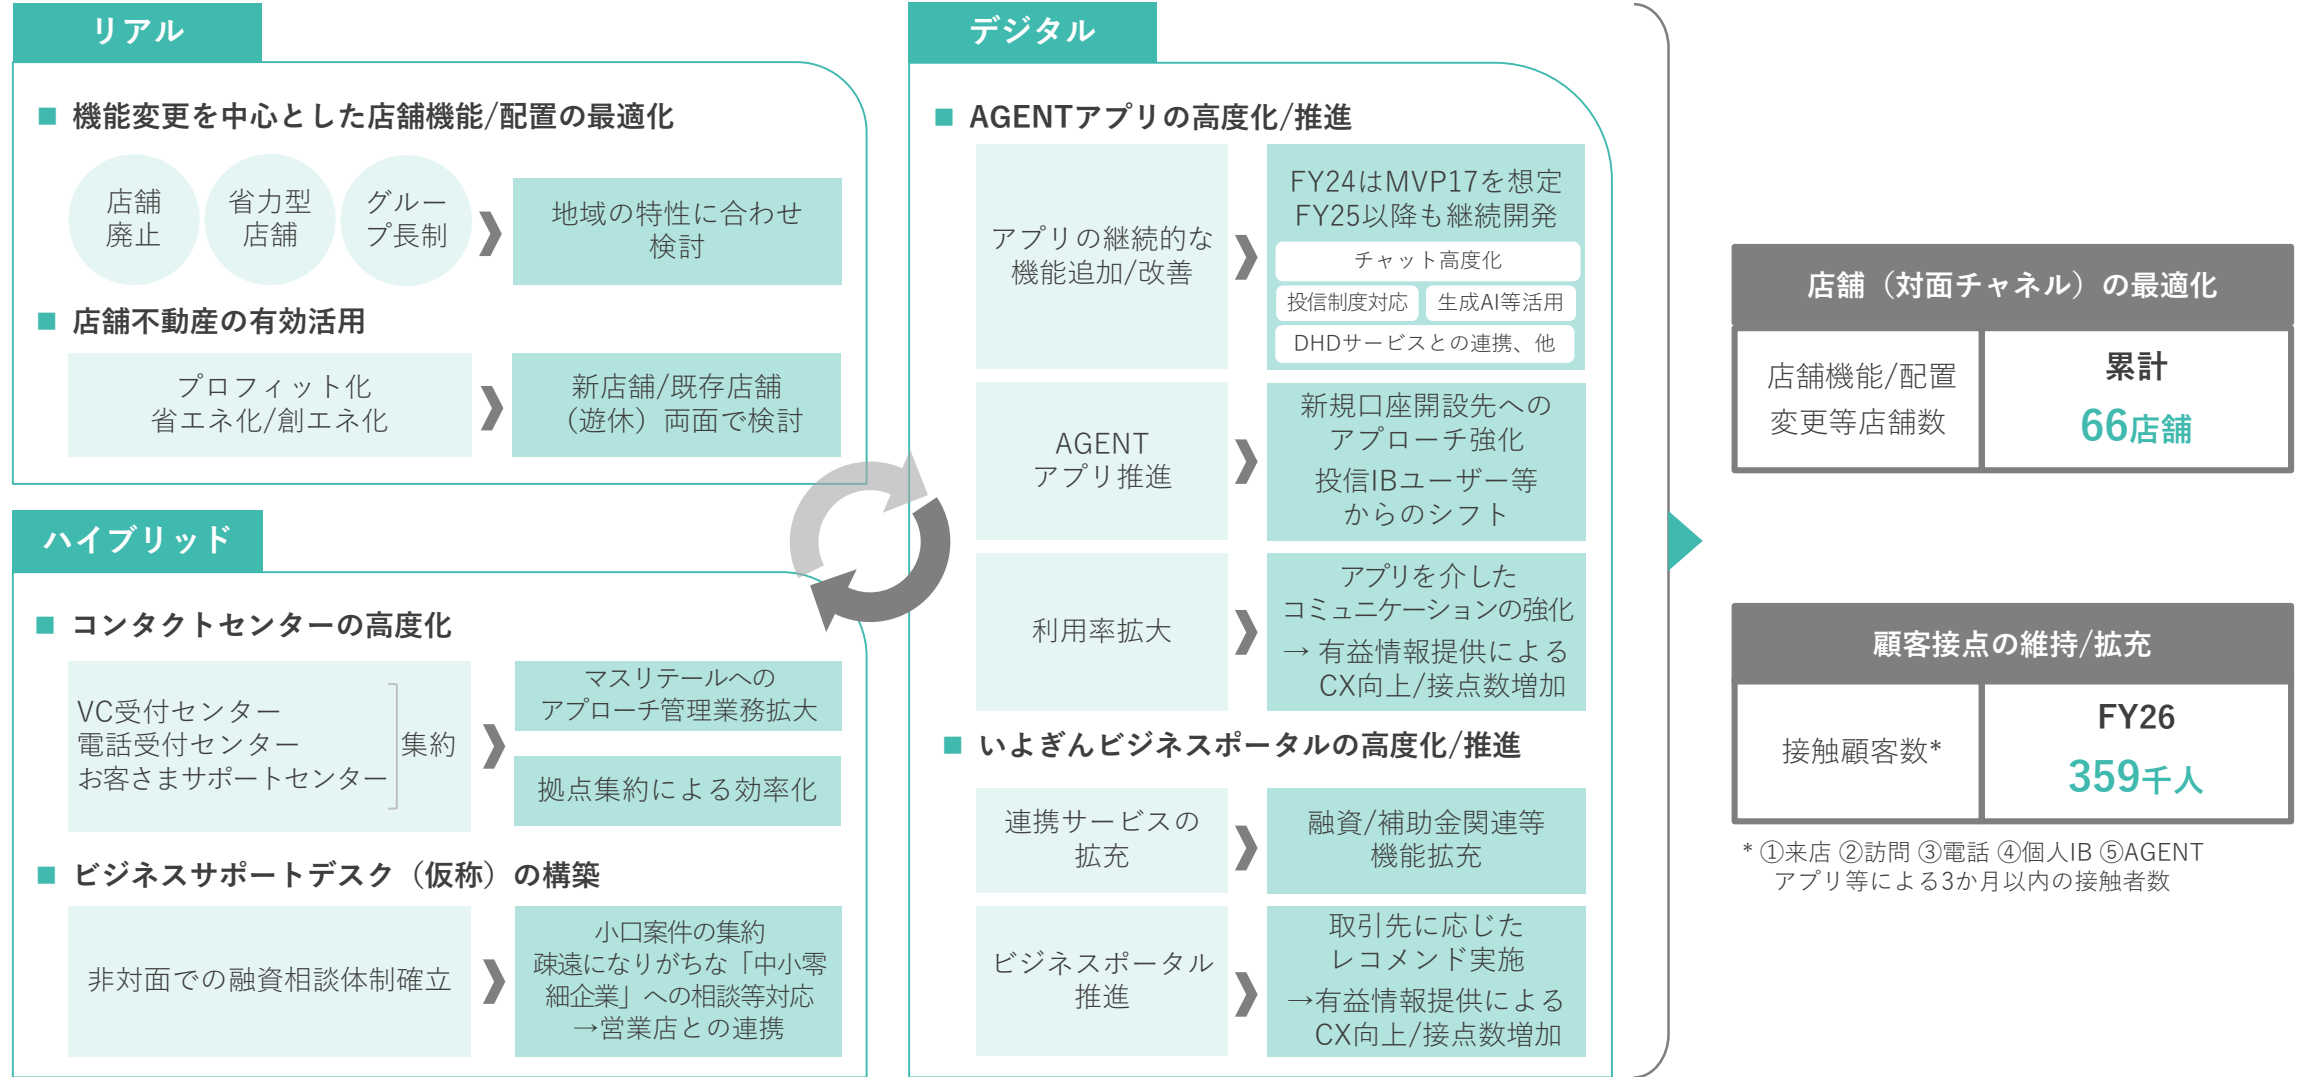 リアル
機能変更を中心とした店舗機能/配置の最適化
店舗
廃止
省力型
店舗
グルー
プ長制
地域の特性に合わせ
検討
店舗不動産の有効活用
プロフィット化
省エネ化/創エネ化
新店舗/既存店舗
（遊休）両面で検討
ハイブリッド
コンタクトセンターの高度化
VC受付センター
電話受付センター
お客さまサポートセンター
集約
マスリテールへの
アプローチ管理業務拡大
拠点集約による効率化
ビジネスサポートデスク（仮称）の構築
非対面での融資相談体制確立
小口案件の集約
疎遠になりがちな「中小零
細企業」への相談等対応
→営業店との連携
デジタル
AGENTアプリの高度化/推進
アプリの継続的な
機能追加/改善
FY24はMVP17を想定
FY25以降も継続開発
チャット高度化
投信制度対応
生成AI等活用
DHDサービスとの連携、他
AGENT
アプリ推進
新規口座開設先への
アプローチ強化
投信IBユーザー等
からのシフト
利用率拡大
アプリを介した
コミュニケーションの強化
→ 有益情報提供による
CX向上/接点数増加
いよぎんビジネスポータルの高度化/推進
連携サービスの
拡充
融資/補助金関連等
機能拡充
ビジネスポータル
推進
取引先に応じた
レコメンド実施
→有益情報提供による
CX向上/接点数増加
店舗（対面チャネル）の最適化
店舗機能/配置
変更等店舗数
累計
66店舗
顧客接点の維持/拡充
接触顧客数*
FY26
359千人
* ①来店 ②訪問 ③電話 ④個人IB ⑤AGENT
アプリ等による3か月以内の接触者数